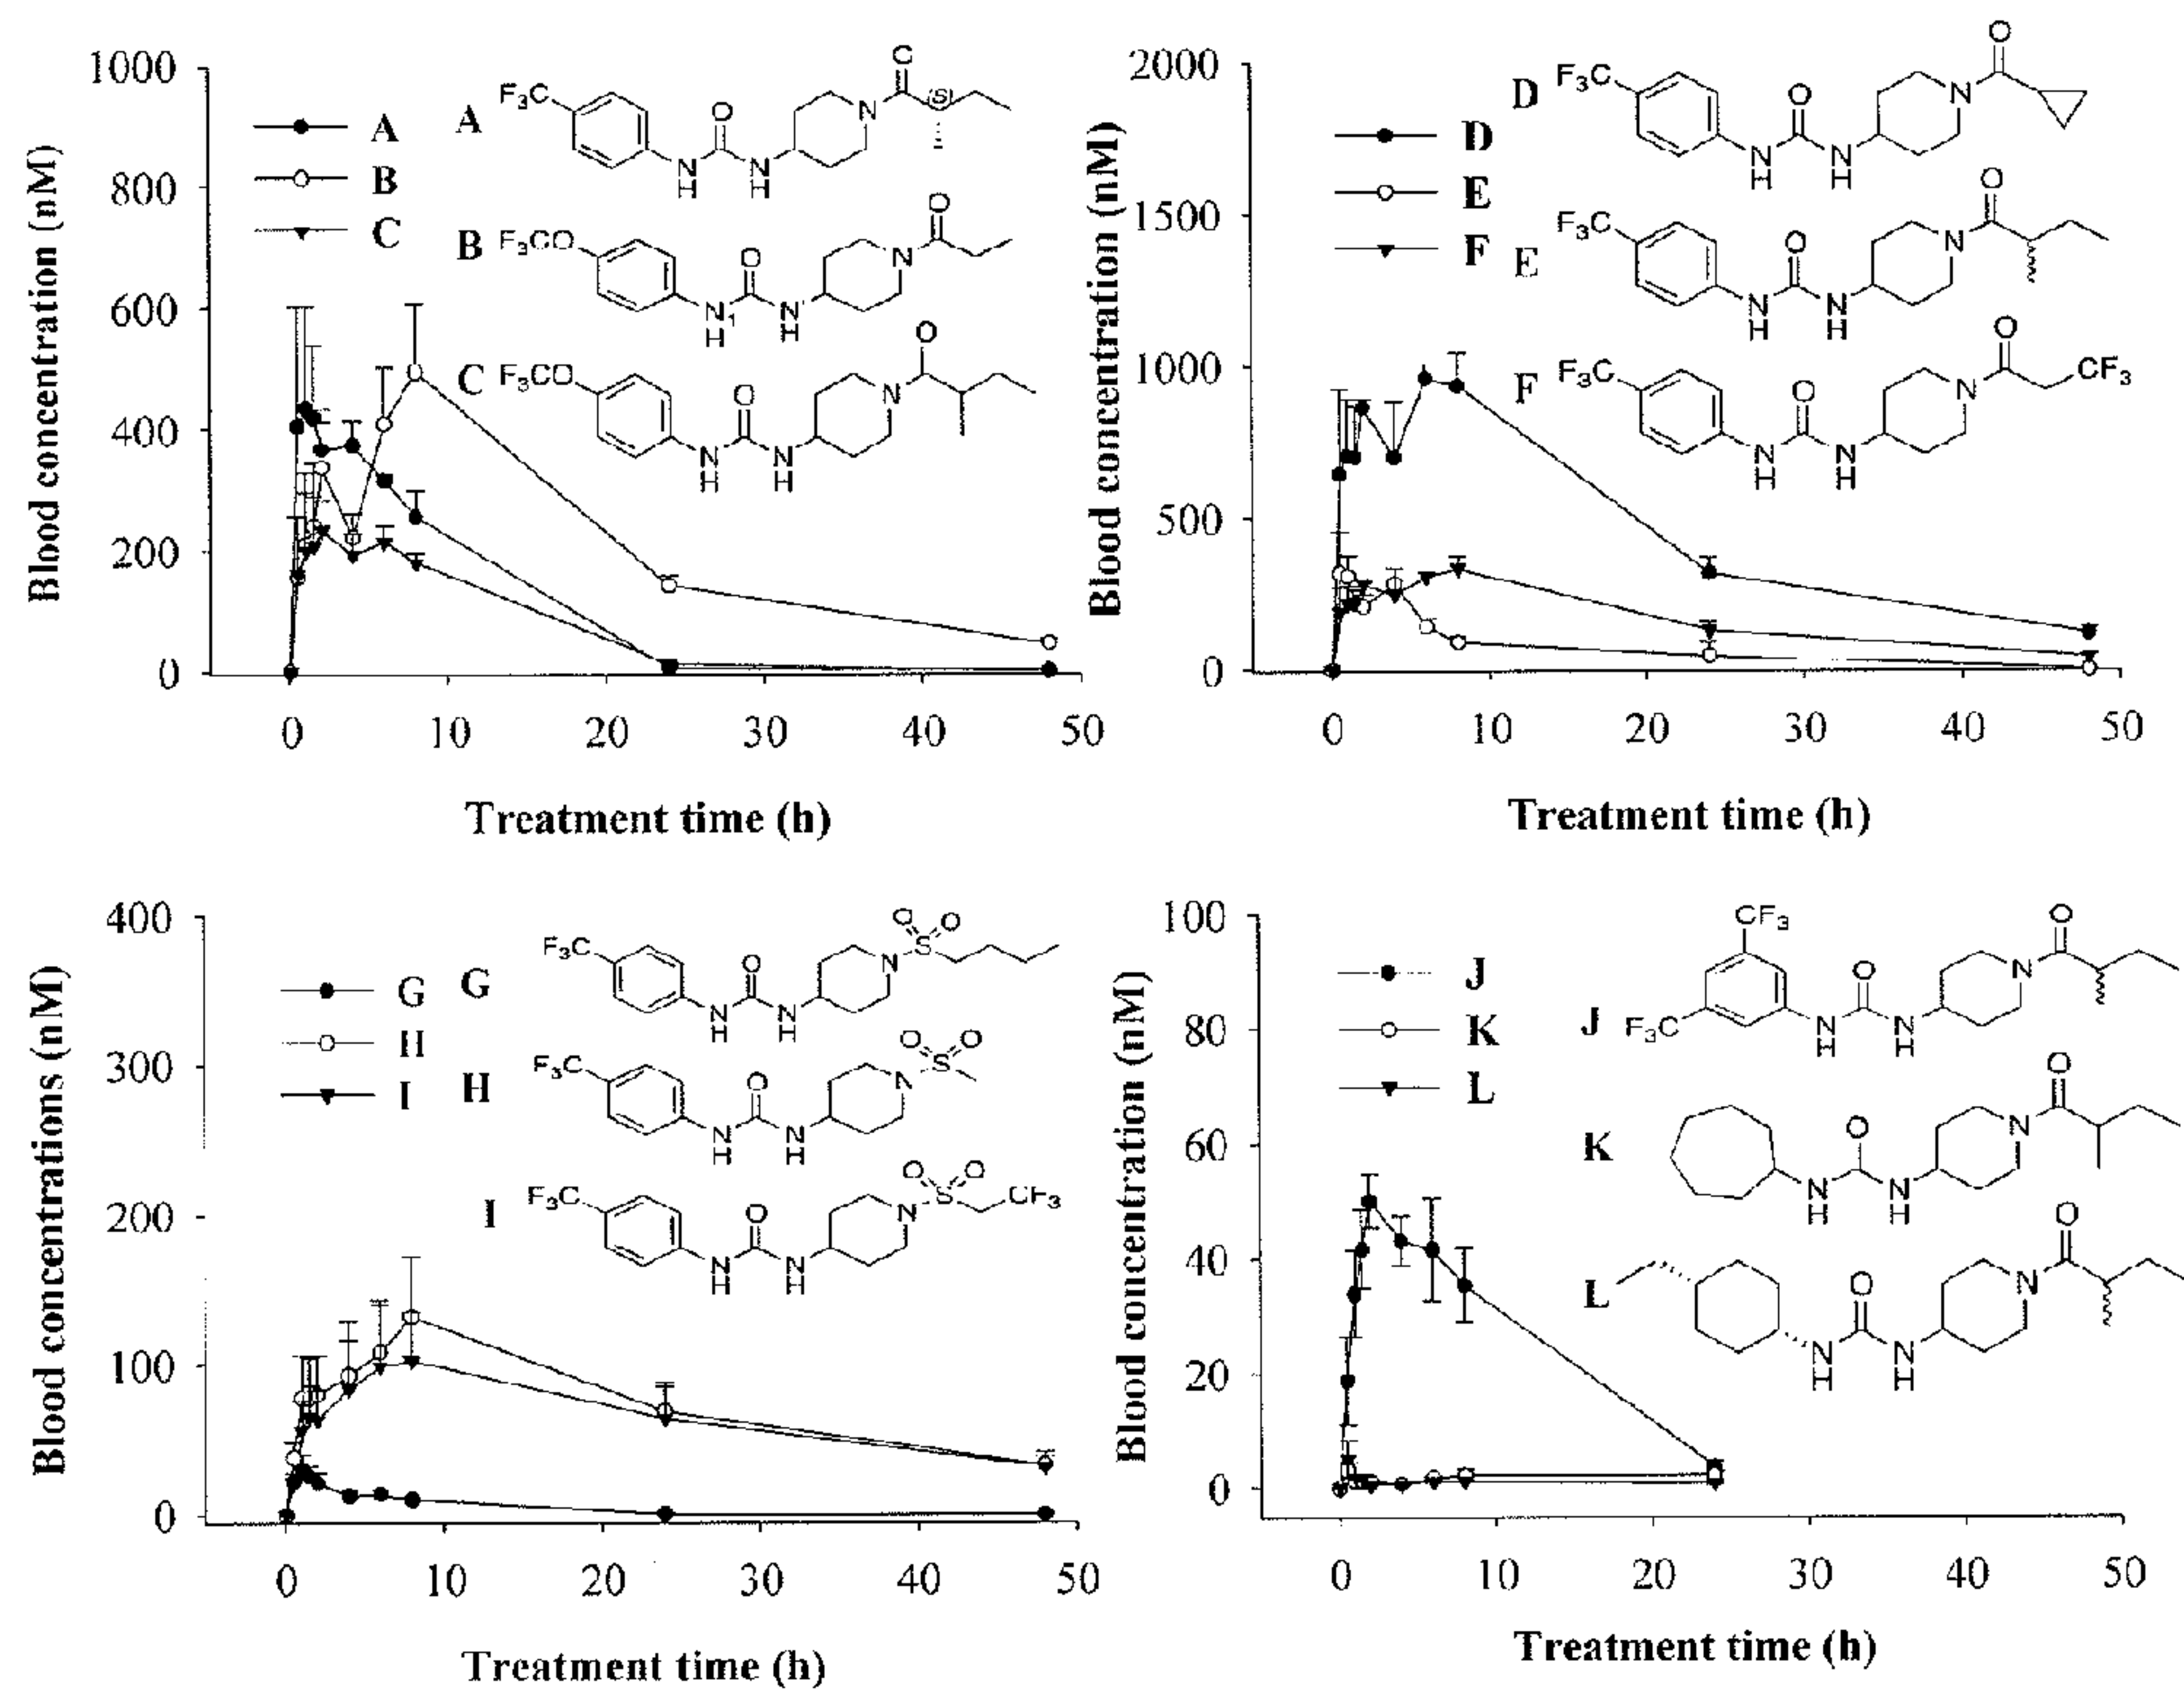 1000
800
600
400
200
0
Blood concentration (nM)
A
B
C
A
F₃C
O
(S)
N
N
H
N
H
B
F₃CO
O
O
N
N
H
N
H
C
F₃CO
O
O
N
N
H
N
H
0 10 20 30 40 50
Treatment time (h)
2000
1500
1000
500
0
Blood concentration (nM)
D
E
F
D
F₃C
O
O
N
N
H
N
H
E
F₃C
O
O
N
N
H
N
H
F
F₃C
O
O
CF₃
N
N
H
N
H
0 10 20 30 40 50
Treatment time (h)
400
300
200
100
0
Blood concentrations (nM)
G
H
I
G
F₃C
O
O O
S
N
N
H
N
H
H
F₃C
O
O O
S
N
N
H
N
H
I
F₃C
O
O O
S
CF₃
N
N
H
N
H
0 10 20 30 40 50
Treatment time (h)
100
80
60
40
20
0
Blood concentration (nM)
J
K
L
J
CF₃
F₃C
O
O
N
N
H
N
H
K
O
O
N
N
H
N
H
L
O
O
N
N
H
N
H
0 10 20 30 40 50
Treatment time (h)